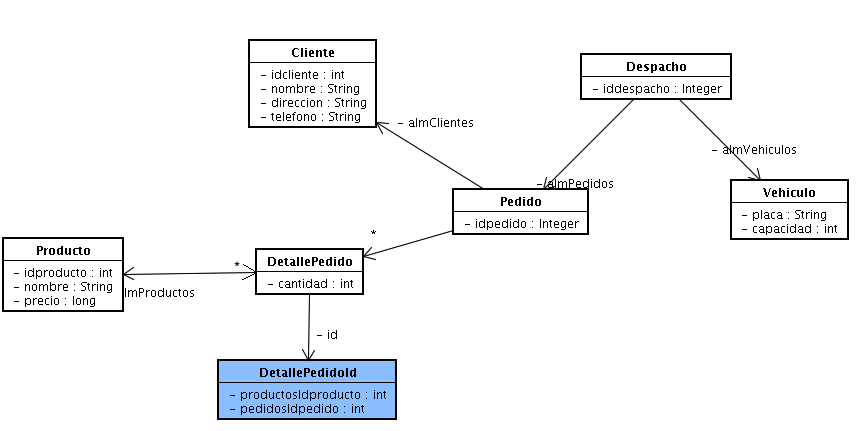 Cliente
- idcliente : int
- nombre : String
- direccion : String
- telefono : String
Despacho
- iddespacho : Integer
- almClientes
- almVehiculos
- almPedidos
Pedido
- idpedido : Integer
Vehiculo
- placa : String
- capacidad : int
*
Producto
- idproducto : int
- nombre : String
- precio : long
*
lmProductos
DetallePedido
- cantidad : int
- id
DetallePedidoId
- productosIdproducto : int
- pedidosIdpedido : int